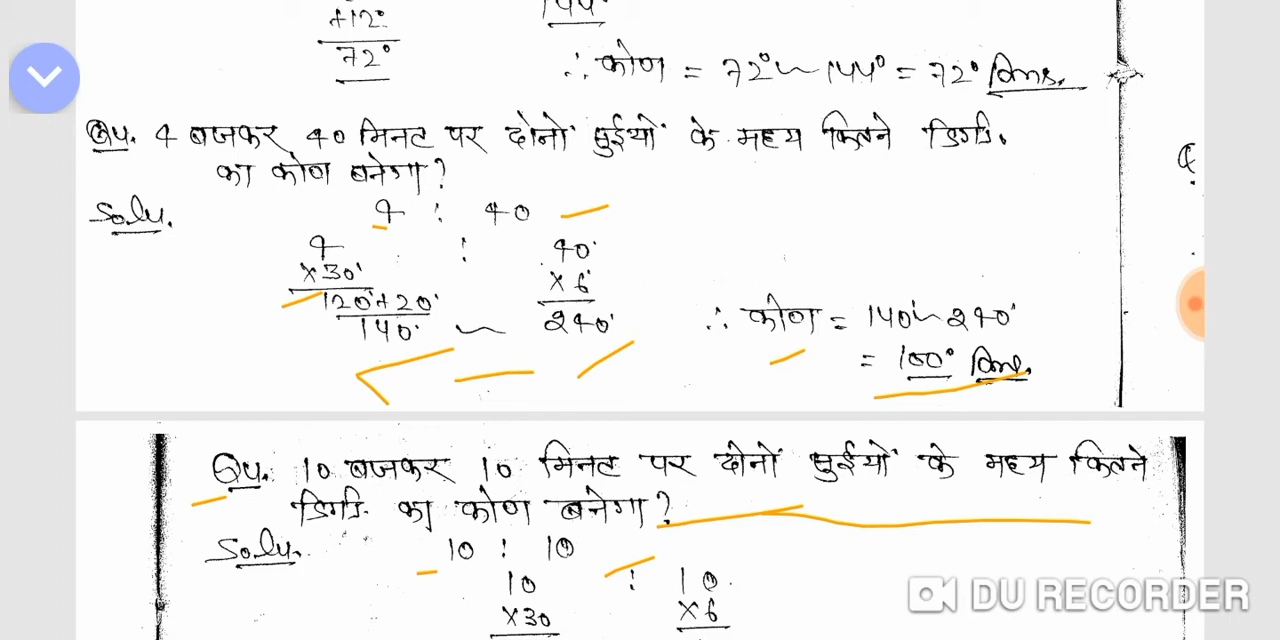 +12°
72°
144°
∴ कोण = 72° ~ 144° = 72° Ans.
Qu. 4 बजकर 40 मिनट पर दोनों सुईयों के मध्य कितने डिग्री
का कोण बनेगा?
Solu. 4 : 40
4 : 40°
×30° ×6°
120°+20°
140° ~ 240° ∴ कोण = 140° ~ 240°
= 100° Ans.
Qu. 10 बजकर 10 मिनट पर दोनों सुईयों के मध्य कितने
डिग्री का कोण बनेगा?
Solu. 10 : 10
10 : 10
×30 ×6
DU RECORDER